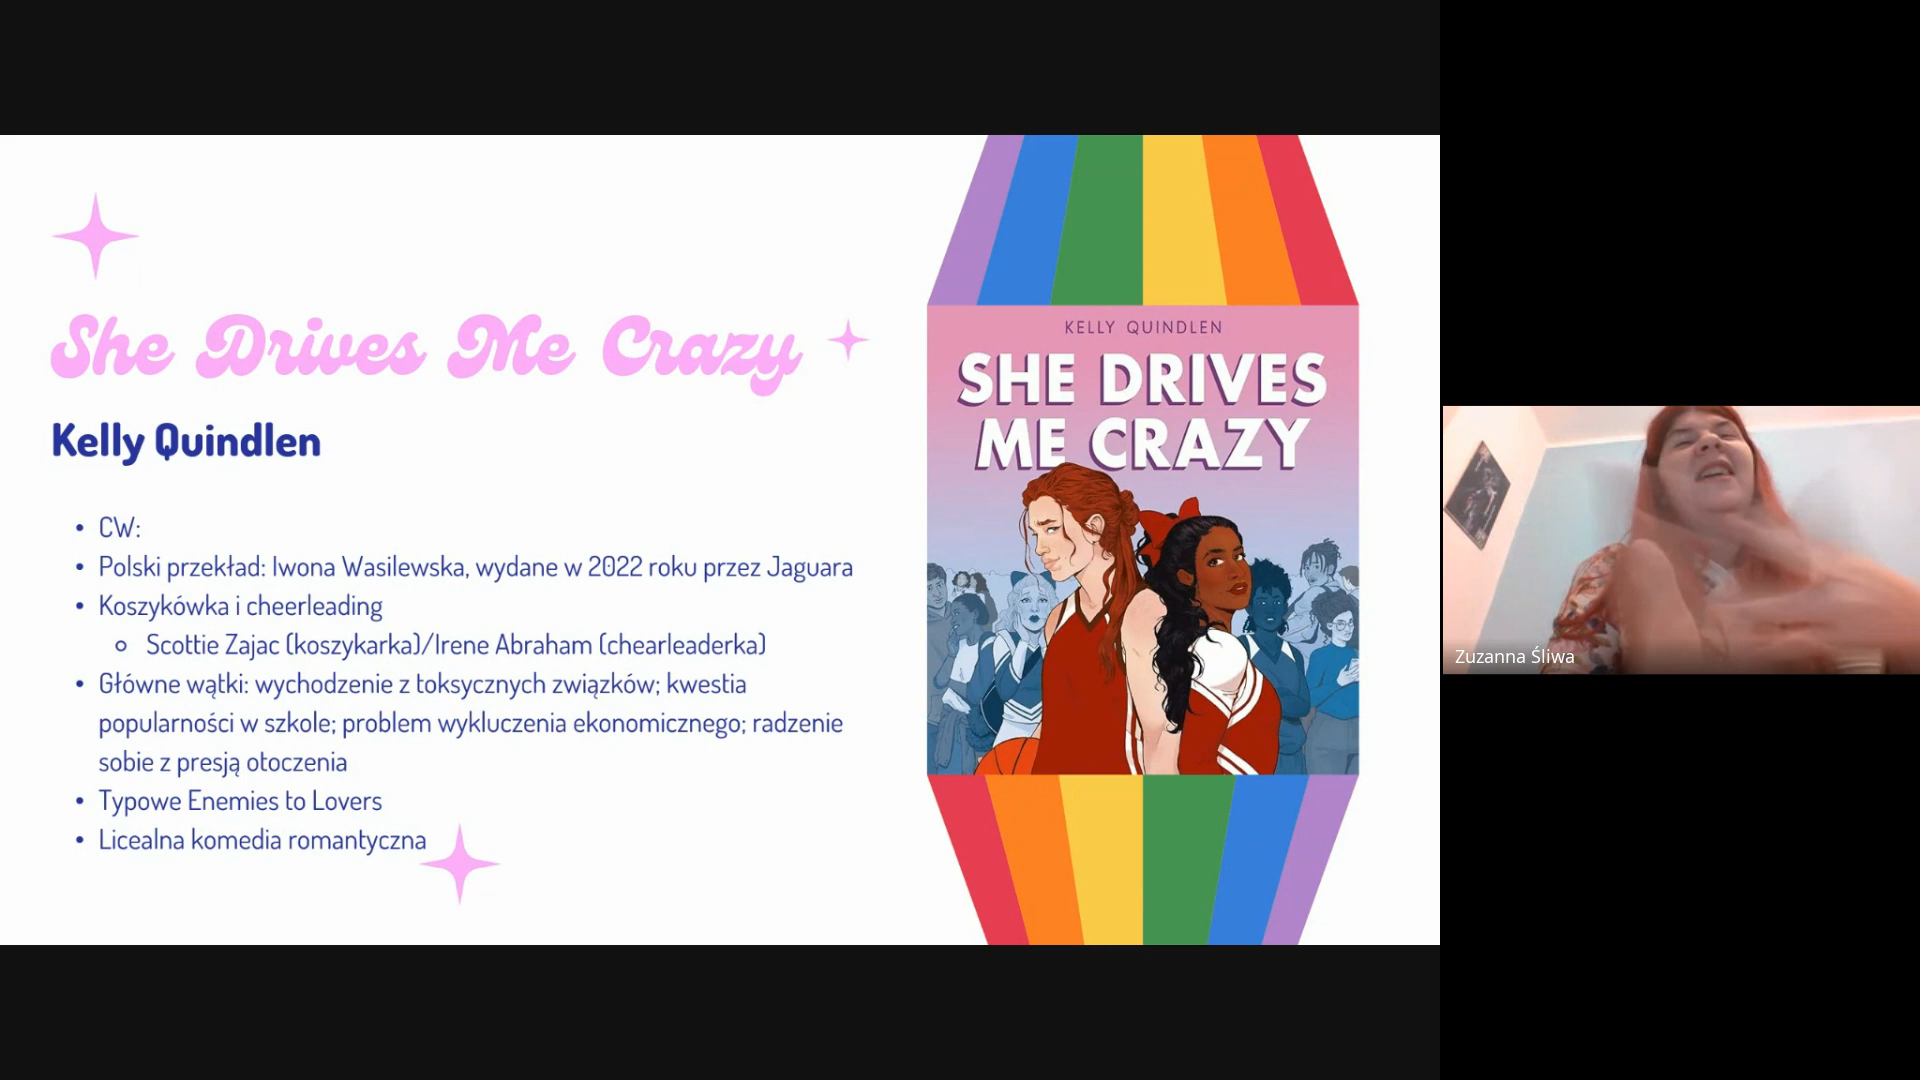 She Drives Me Crazy
Kelly Quindlen
• CW:
• Polski przekład: Iwona Wasilewska, wydane w 2022 roku przez Jaguara
• Koszykówka i cheerleading
○ Scottie Zajac (koszykarka)/Irene Abraham (chearleaderka)
• Główne wątki: wychodzenie z toksycznych związków; kwestia
popularności w szkole; problem wykluczenia ekonomicznego; radzenie
sobie z presją otoczenia
• Typowe Enemies to Lovers
• Licealna komedia romantyczna
KELLY QUINDLEN
SHE DRIVES
ME CRAZY
Zuzanna Śliwa